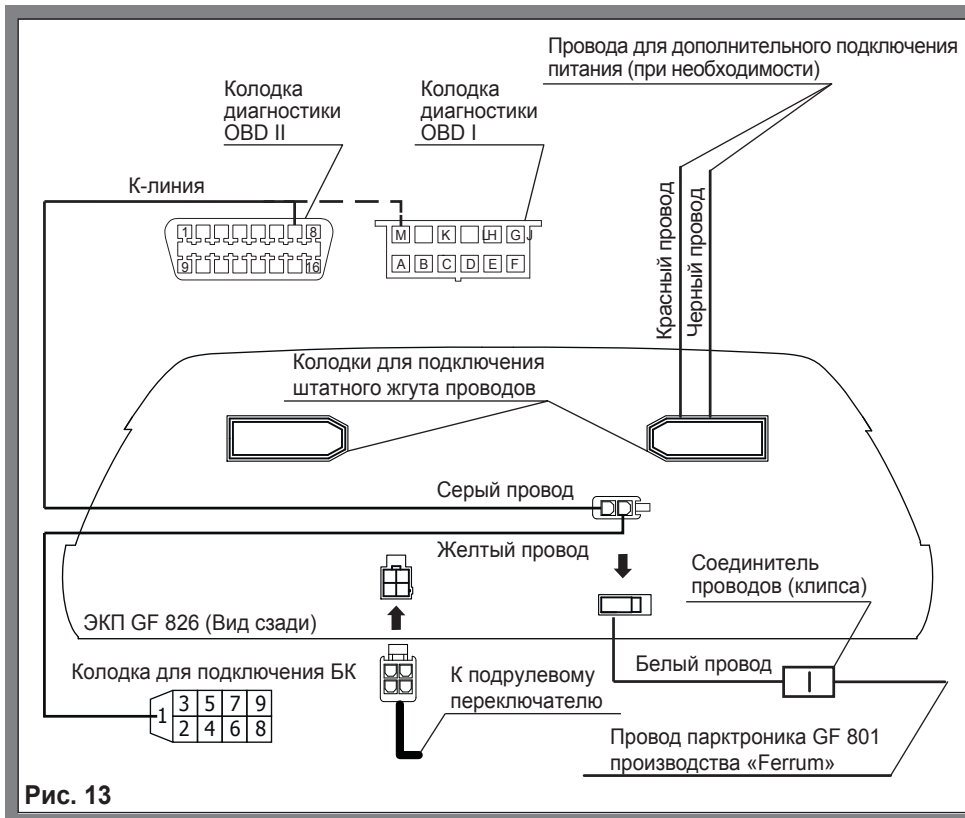 Провода для дополнительного подключения
питания (при необходимости)
Колодка
диагностики
OBD II
Колодка
диагностики
OBD I
К-линия
1 8
9 16
M K LH G J
A B C D E F
Красный провод
Черный провод
Колодки для подключения
штатного жгута проводов
Серый провод
Желтый провод
Соединитель
проводов (клипса)
ЭКП GF 826 (Вид сзади)
Белый провод
Колодка для подключения БК
К подрулевому
переключателю
1 3 5 7 9
2 4 6 8
Провод парктроника GF 801
производства «Ferrum»
Рис. 13